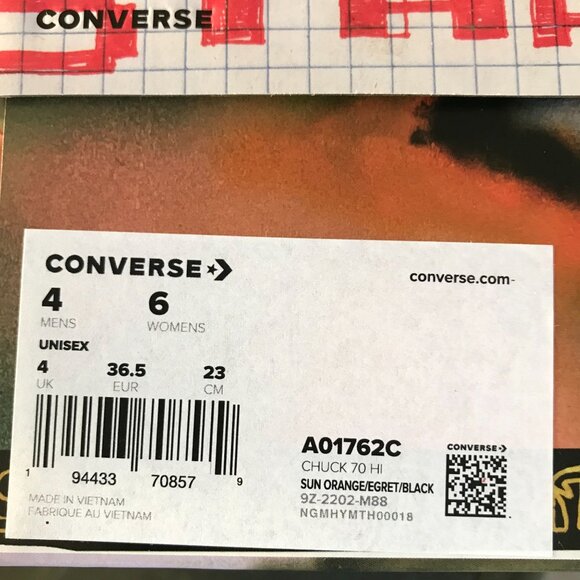 CONVERSE
CONVERSE
converse.com
4 6
MENS WOMENS
UNISEX
4 36.5 23
UK EUR CM
1 94433 70857 9
MADE IN VIETNAM
FABRIQUE AU VIETNAM
A01762C
CHUCK 70 HI
SUN ORANGE/EGRET/BLACK
9Z-2202-M88
NGMHYMTH00018
CONVERSE